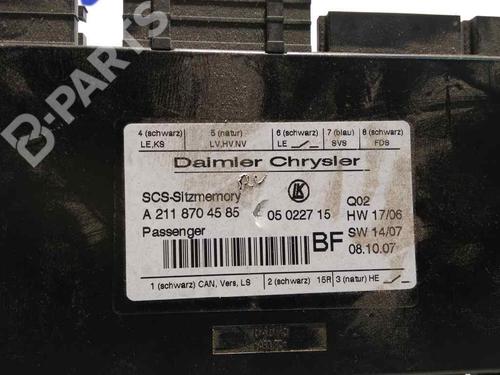 B-PARTS
4 (schwarz) 5 (natur) 6 (schwarz) 7 (blau) 8 (schwarz)
LE,KS LV,HV,NV LE SVS FDS
Daimler Chrysler
SCS-Sitzmemory LK Q02
A 211 870 45 85 05 0227 15 HW 17/06
Passenger BF SW 14/07
08.10.07
1 (schwarz) CAN, Vers, LS 2 (schwarz) 15R 3 (natur) HE